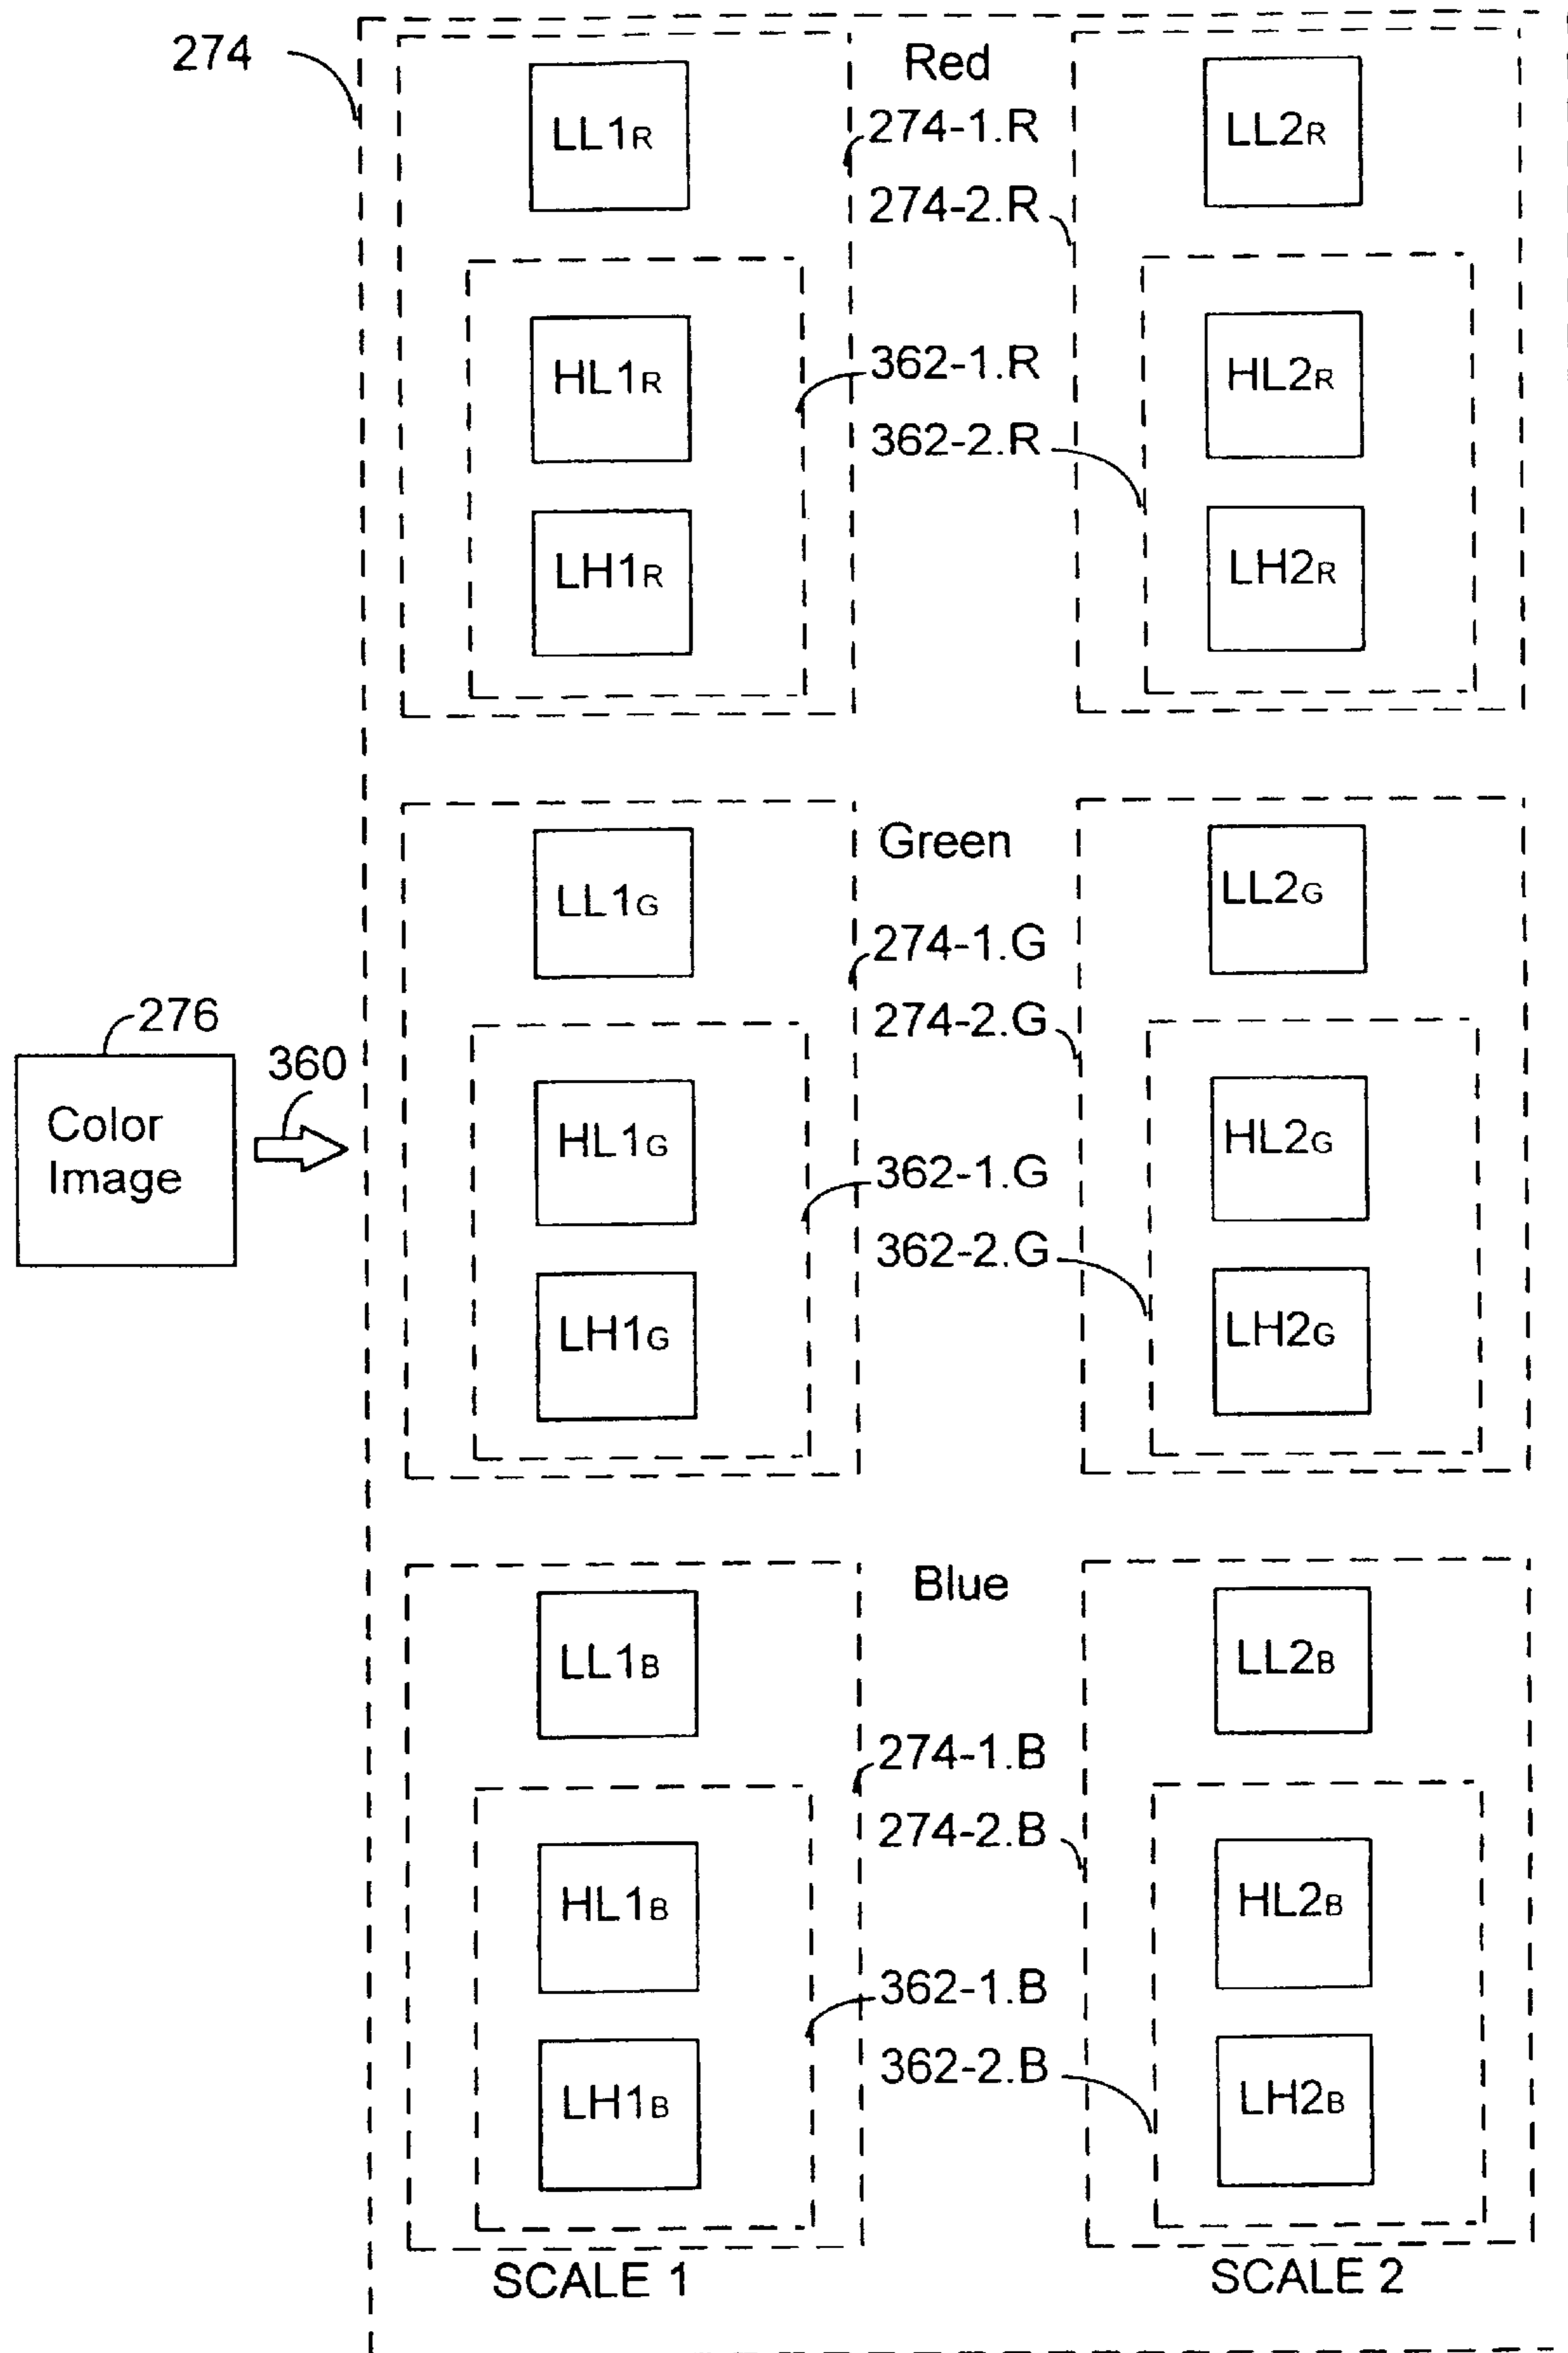 274
Red
LL1R
274-1.R
LL2R
274-2.R
HL1R
362-1.R
HL2R
362-2.R
LH1R
LH2R
Green
LL1G
LL2G
274-1.G
274-2.G
276
360
Color
Image
HL1G
HL2G
362-1.G
362-2.G
LH1G
LH2G
Blue
LL1B
LL2B
274-1.B
274-2.B
HL1B
HL2B
362-1.B
362-2.B
LH1B
LH2B
SCALE 1
SCALE 2